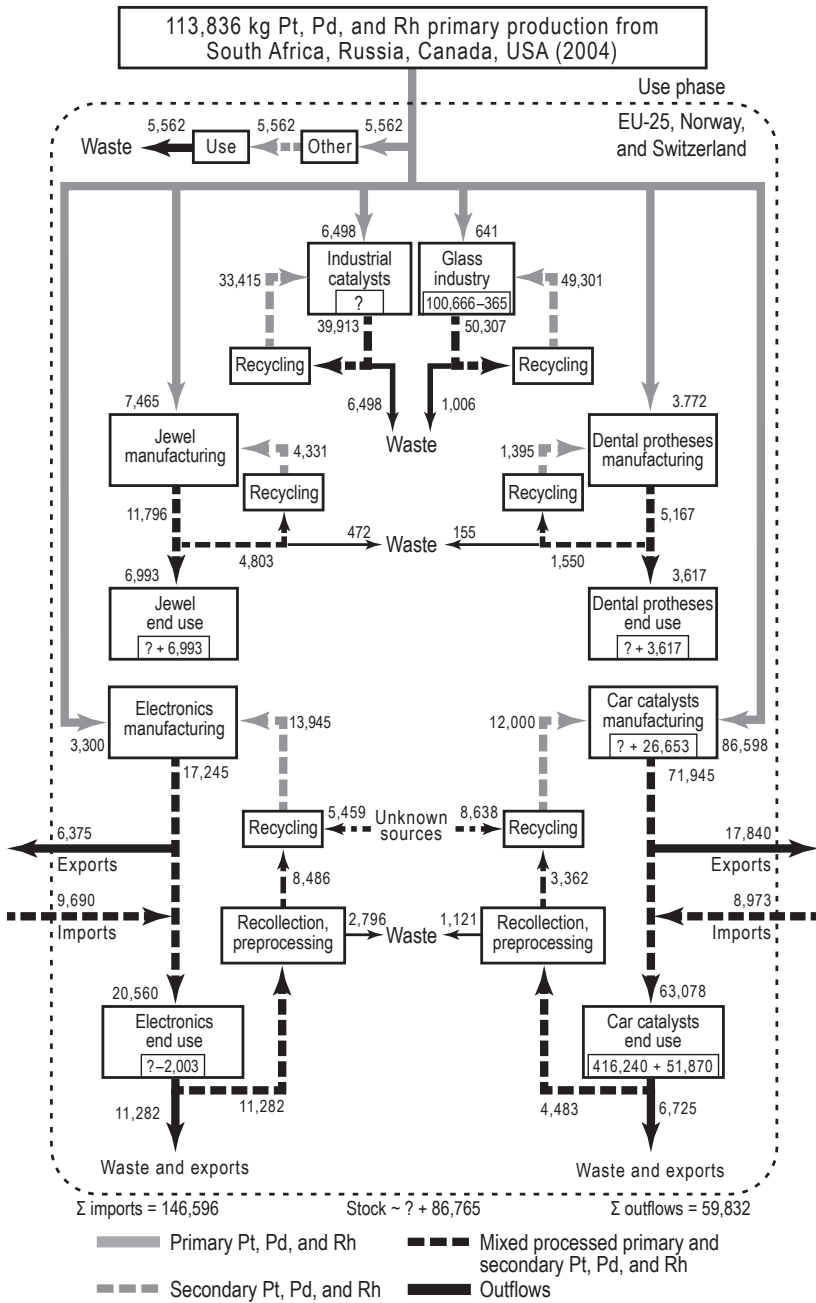 113,836 kg Pt, Pd, and Rh primary production from
South Africa, Russia, Canada, USA (2004)
Use phase
EU-25, Norway,
and Switzerland
5,562
5,562
5,562
Waste
Use
Other
6,498
641
Industrial
catalysts
?
Glass
industry
100,666–365
33,415
49,301
39,913
50,307
Recycling
Recycling
6,498
1,006
Waste
7,465
3.772
Jewel
manufacturing
4,331
Recycling
1,395
Recycling
Dental protheses
manufacturing
11,796
5,167
472
Waste
155
4,803
1,550
6,993
3,617
Jewel
end use
? + 6,993
Dental protheses
end use
? + 3,617
Electronics
manufacturing
13,945
12,000
Car catalysts
manufacturing
? + 26,653
3,300
86,598
17,245
71,945
Recycling
5,459
Unknown
sources
8,638
Recycling
6,375
Exports
17,840
Exports
8,486
3,362
9,690
Imports
8,973
Imports
Recollection,
preprocessing
2,796
Waste
1,121
Recollection,
preprocessing
20,560
63,078
Electronics
end use
?–2,003
Car catalysts
end use
416,240 + 51,870
11,282
11,282
4,483
6,725
Waste and exports
Waste and exports
Σ imports = 146,596
Stock ~ ? + 86,765
Σ outflows = 59,832
Primary Pt, Pd, and Rh
Mixed processed primary and
secondary Pt, Pd, and Rh
Secondary Pt, Pd, and Rh
Outflows